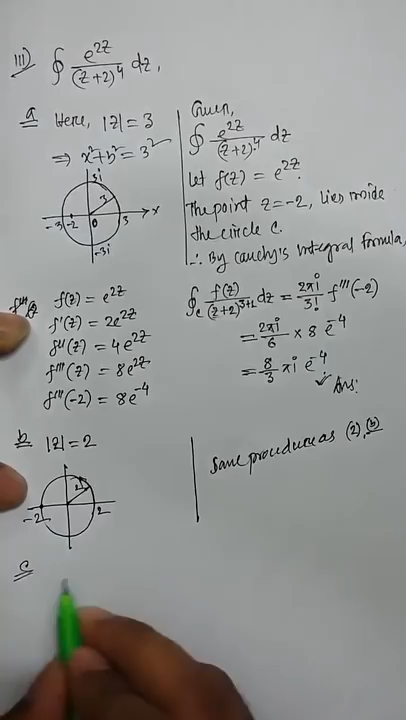 III) ∮ e^{2z}/(z+2)^4 dz,
a Here, |z| = 3
⇒ x²+y² = 3²
3i
3
-3 -2 0 3 x
-3i
f(z) = e^{2z}
f'(z) = 2e^{2z}
f''(z) = 4e^{2z}
f'''(z) = 8e^{2z}
f'''(-2) = 8e^{-4}
Given,
∮ e^{2z}/(z+2)^4 dz
Let f(z) = e^{2z}.
The point z=-2, lies inside
the circle C.
∴ By cauchy's integral formula,
∮_c f(z)/(z+2)^{3+1} dz = 2πi/3! f'''(-2)
= 2πi/6 × 8 e^{-4}
= 8/3 πi e^{-4}.
Ans:
b |z| = 2
2
-2 2
Same procedure as (2), (b)
c